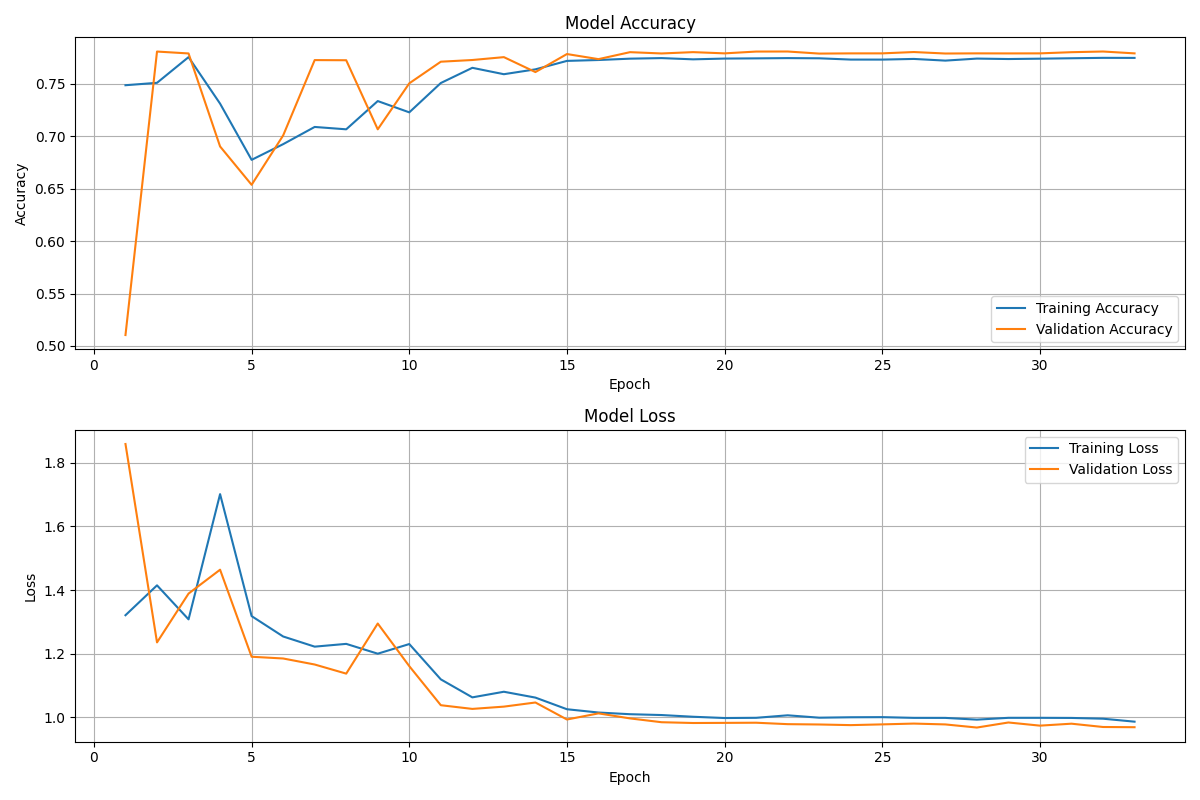 Model Accuracy
0.75
0.70
0.65
0.60
0.55
0.50
Accuracy
Training Accuracy
Validation Accuracy
0 5 10 15 20 25 30
Epoch
Model Loss
1.8
1.6
1.4
1.2
1.0
Loss
Training Loss
Validation Loss
0 5 10 15 20 25 30
Epoch